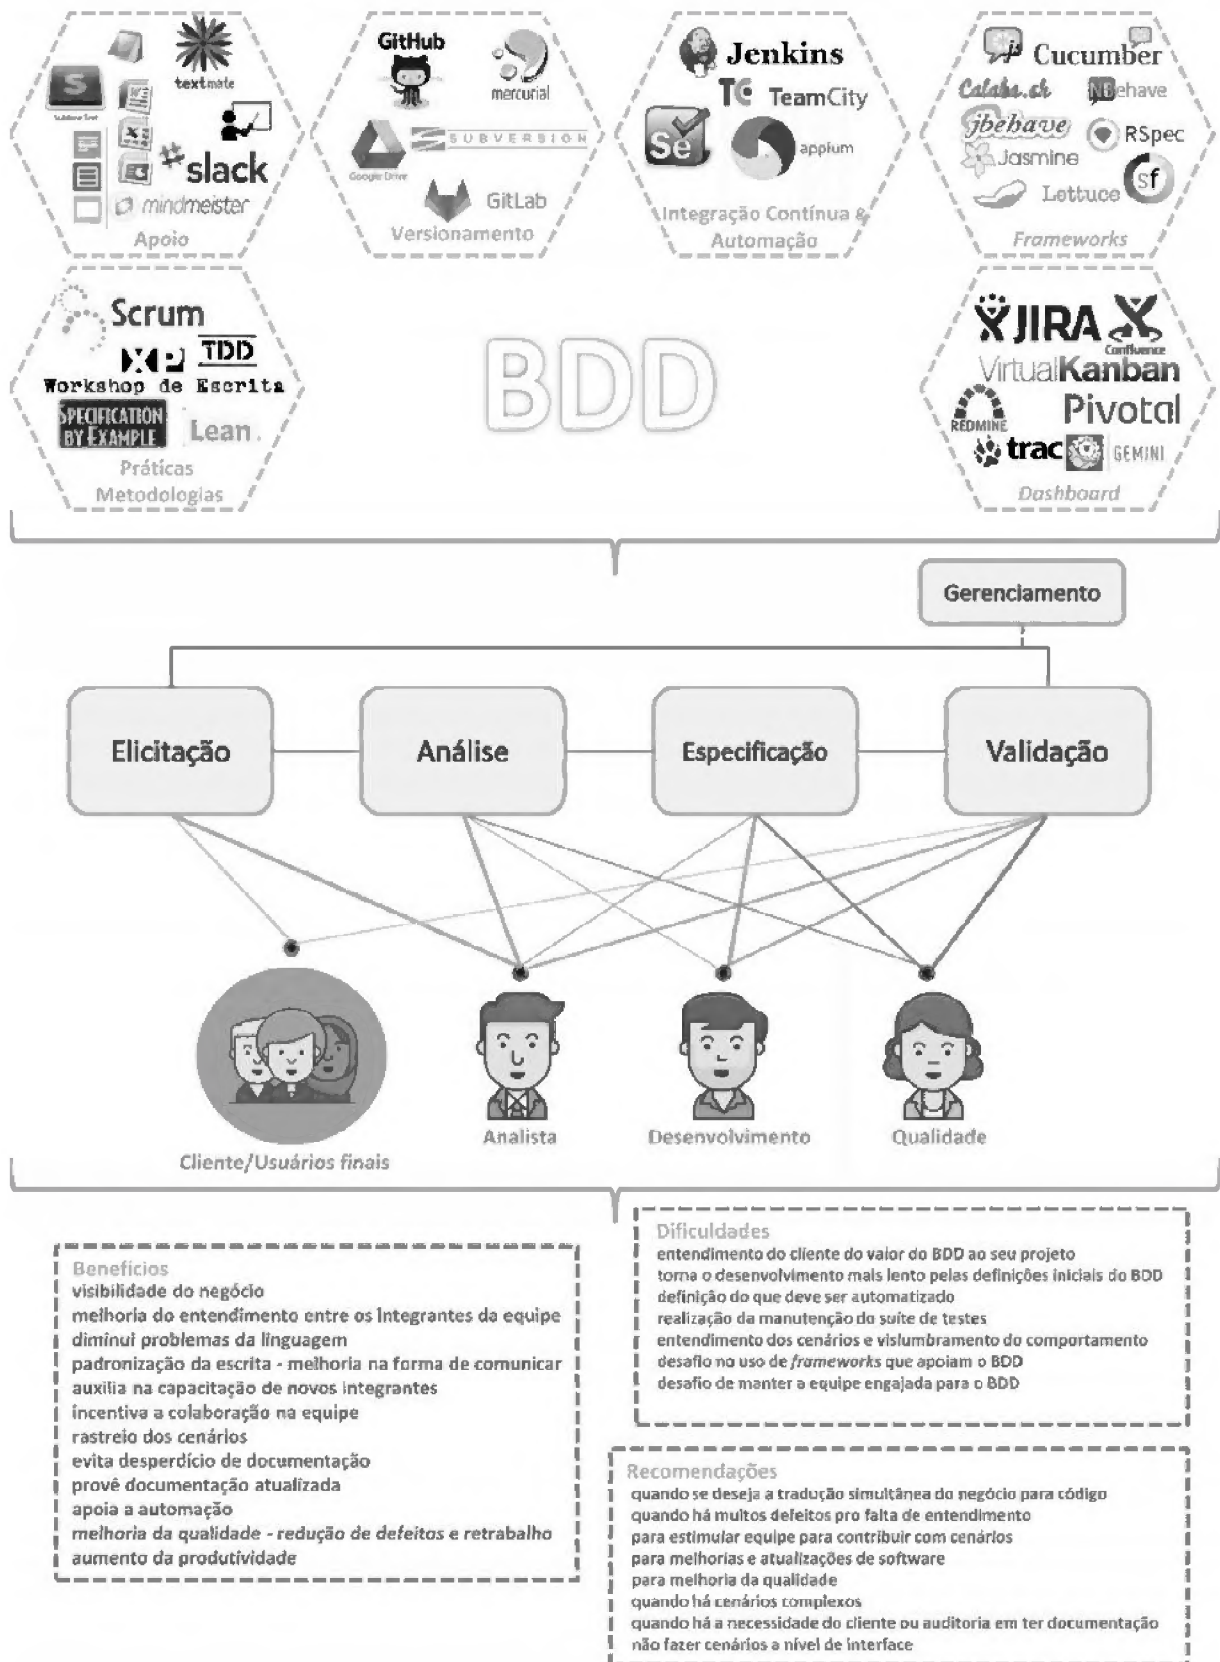 textmate
S
Sublime Text
slack
mindmeister
Apoio
GitHub
mercurial
Google Drive
SUBVERSION
GitLab
Versionamento
Jenkins
TC TeamCity
Se
appium
Integração Contínua &
Automação
js Cucumber
Calaba.sh
NBehave
jbehave
RSpec
Jasmine
Lettuce
sf
Frameworks
Scrum
XP
TDD
Workshop de Escrita
SPECIFICATION
BY EXAMPLE
Lean
Práticas
Metodologias
BDD
JIRA
Confluence
VirtualKanban
REDMINE
Pivotal
trac
GEMINI
Dashboard
Gerenciamento
Elicitação
Análise
Especificação
Validação
Cliente/Usuários finais
Analista
Desenvolvimento
Qualidade
Benefícios
visibilidade do negócio
melhoria do entendimento entre os integrantes da equipe
diminui problemas da linguagem
padronização da escrita - melhoria na forma de comunicar
auxilia na capacitação de novos integrantes
incentiva a colaboração na equipe
rastreio dos cenários
evita desperdício de documentação
provê documentação atualizada
apoia a automação
melhoria da qualidade - redução de defeitos e retrabalho
aumento da produtividade
Dificuldades
entendimento do cliente do valor do BDD ao seu projeto
torna o desenvolvimento mais lento pelas definições iniciais do BDD
definição do que deve ser automatizado
realização da manutenção do suite de testes
entendimento dos cenários e vislumbramento do comportamento
desafio no uso de frameworks que apoiam o BDD
desafio de manter a equipe engajada para o BDD
Recomendações
quando se deseja a tradução simultânea do negócio para código
quando há muitos defeitos pro falta de entendimento
para estimular equipe para contribuir com cenários
para melhorias e atualizações de software
para melhoria da qualidade
quando há cenários complexos
quando há a necessidade do cliente ou auditoria em ter documentação
não fazer cenários a nível de interface